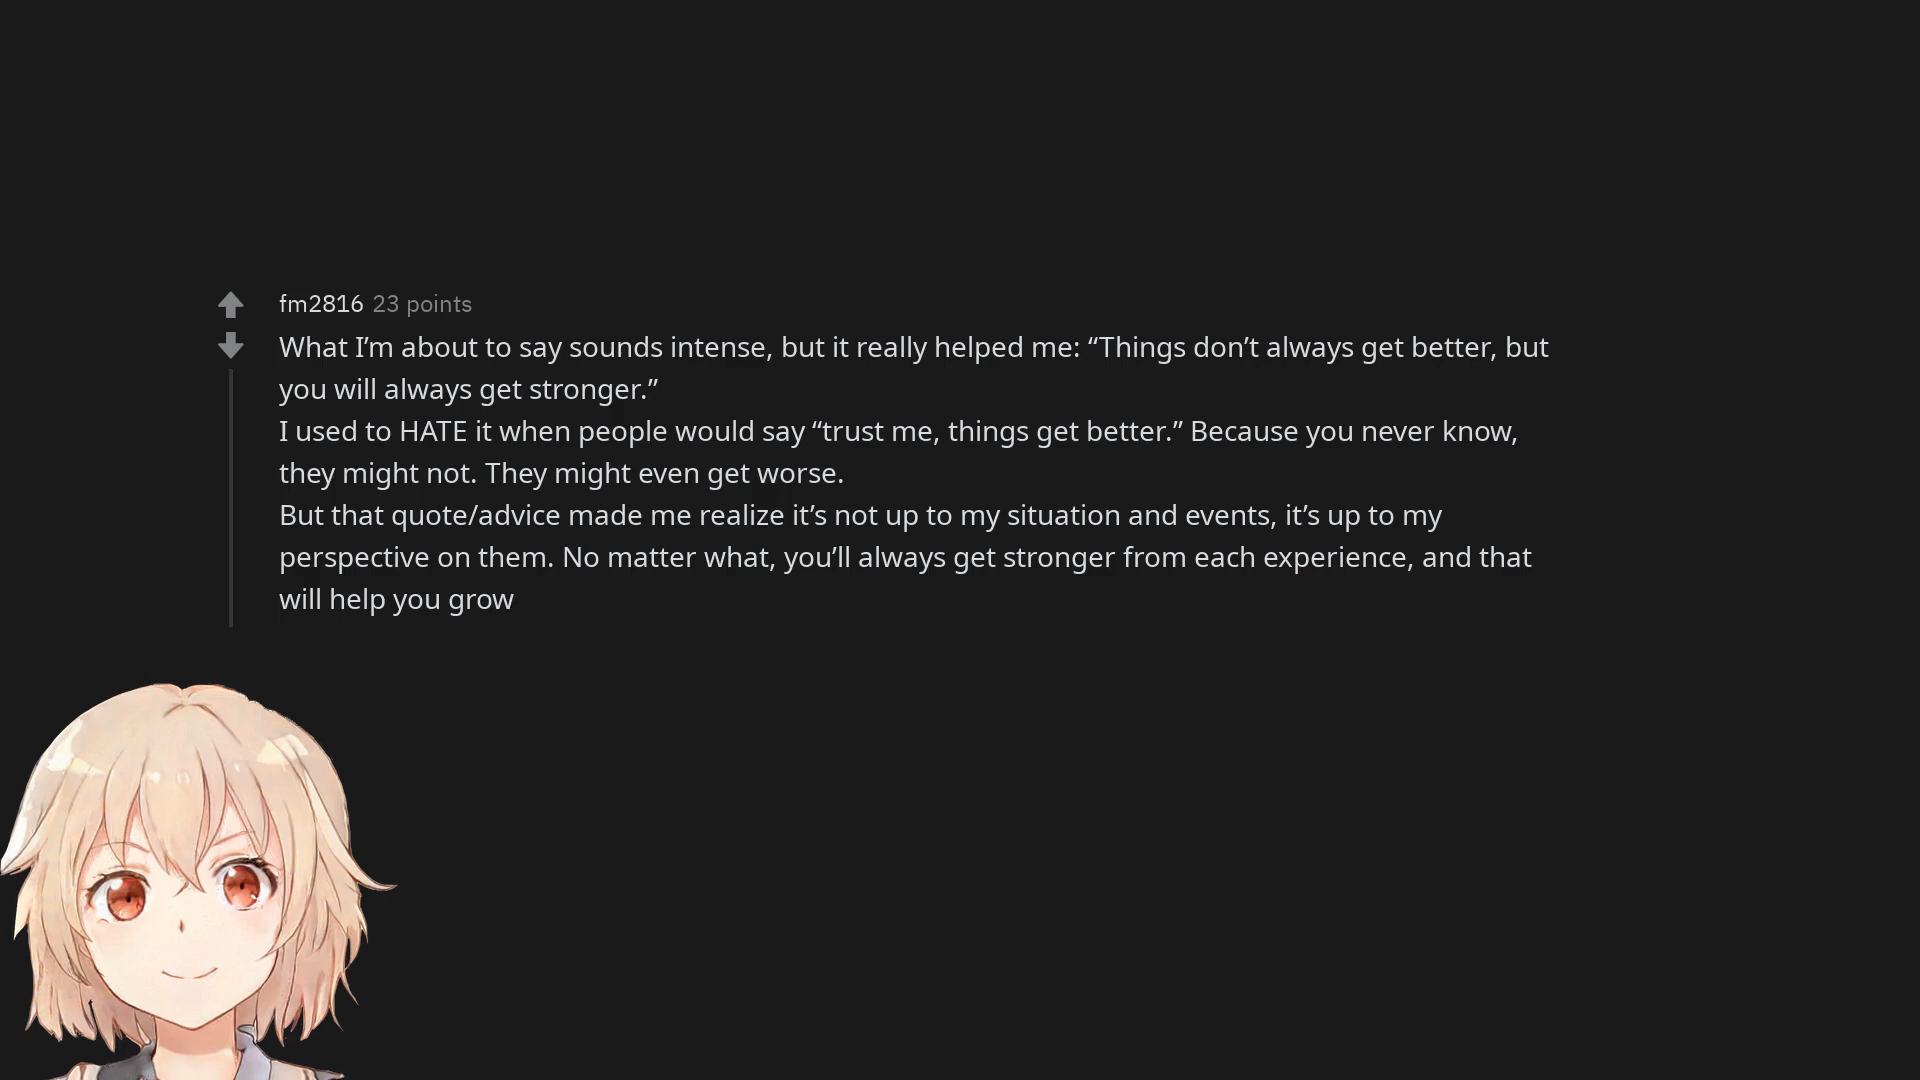 fm2816 23 points
What I’m about to say sounds intense, but it really helped me: “Things don’t always get better, but
you will always get stronger.”
I used to HATE it when people would say “trust me, things get better.” Because you never know,
they might not. They might even get worse.
But that quote/advice made me realize it’s not up to my situation and events, it’s up to my
perspective on them. No matter what, you’ll always get stronger from each experience, and that
will help you grow